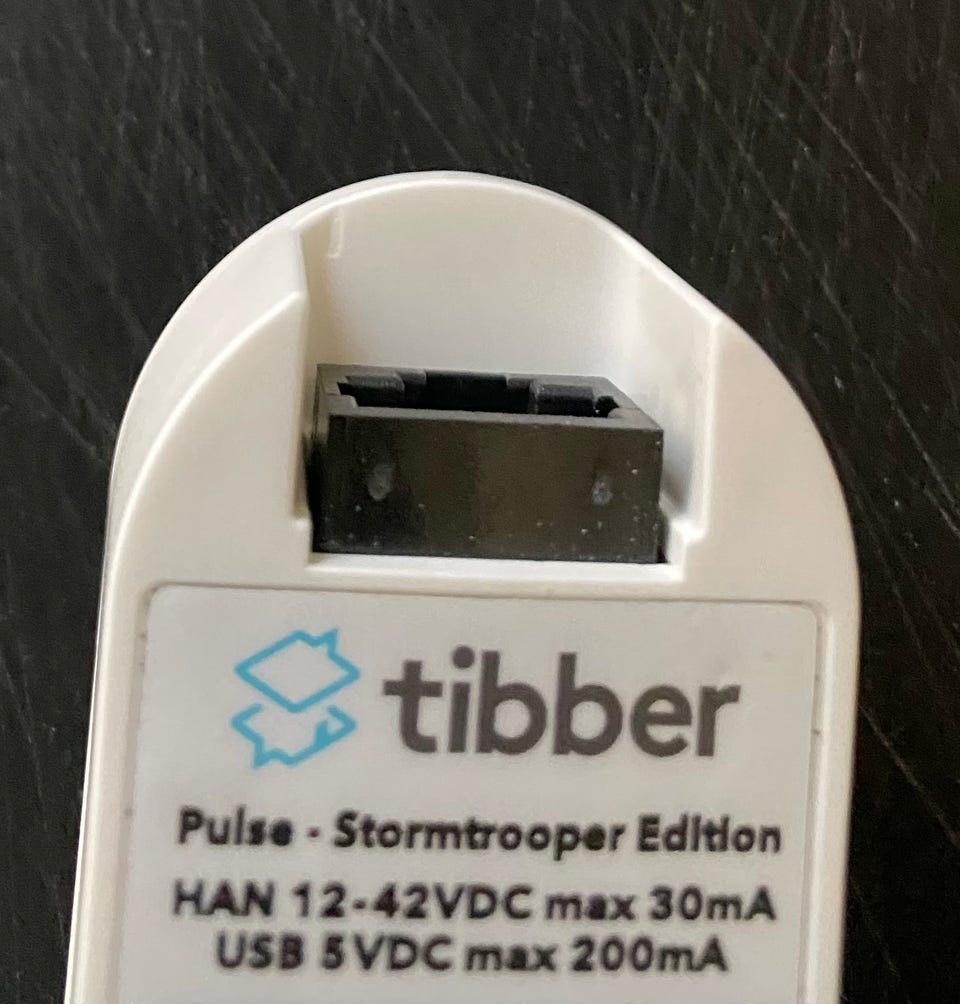 tibber
Pulse - Stormtrooper Edition
HAN 12-42VDC max 30mA
USB 5VDC max 200mA